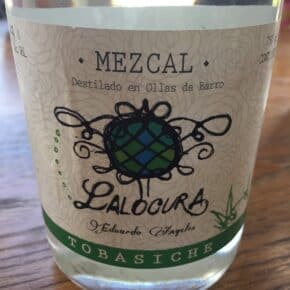 · MEZCAL ·
Destilado en Ollas de Barro
LALOCURA
Eduardo Angeles
TOBASICHE